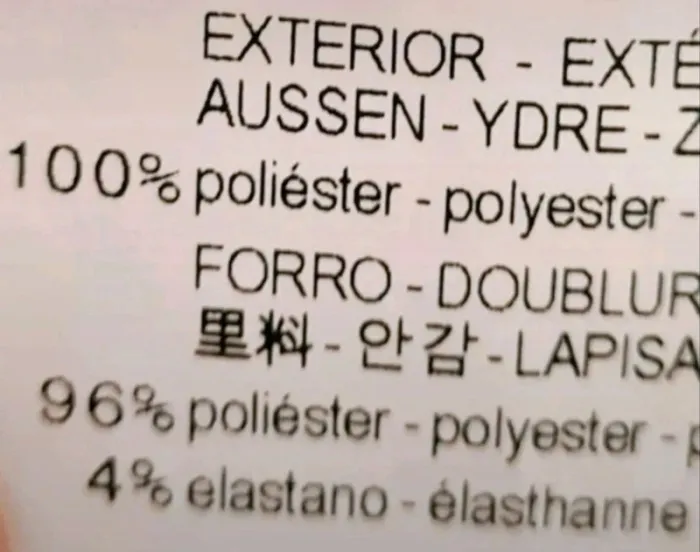 EXTERIOR - EXTÉ
AUSSEN - YDRE - Z
100% poliéster - polyester -
FORRO - DOUBLUR
里料 - 안감 - LAPISA
96% poliéster - polyester - p
4% elastano - élasthanne